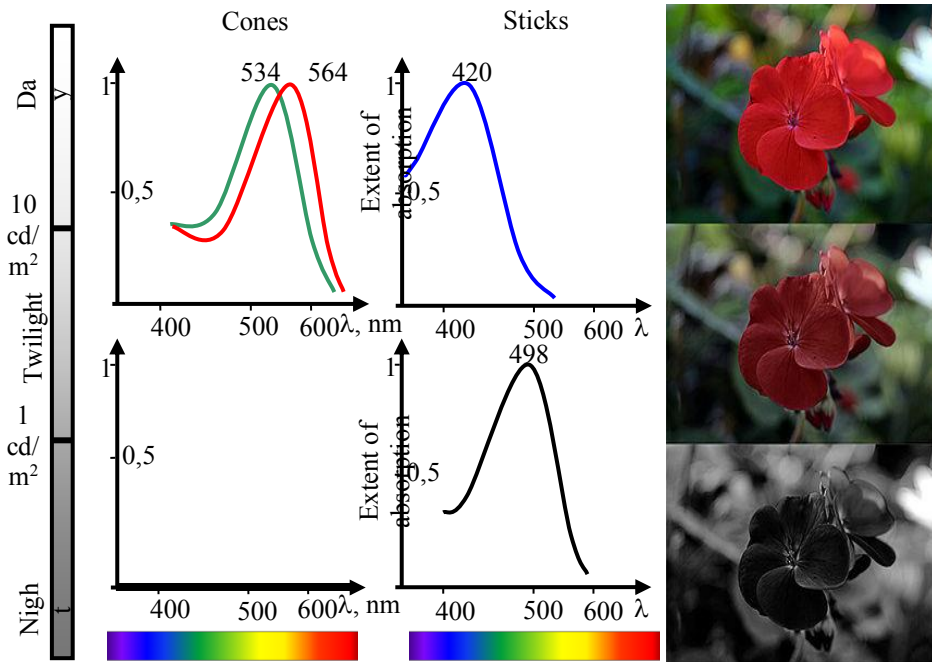 Cones
Sticks
Da
y
10
cd/
m²
Twilight
1
cd/
m²
Nigh
t
1
0,5
534
564
400
500
600
λ, nm
1
Extent of
absorption
0,5
420
400
500
600
λ
1
0,5
400
500
600
λ, nm
1
Extent of
absorption
0,5
498
400
500
600
λ